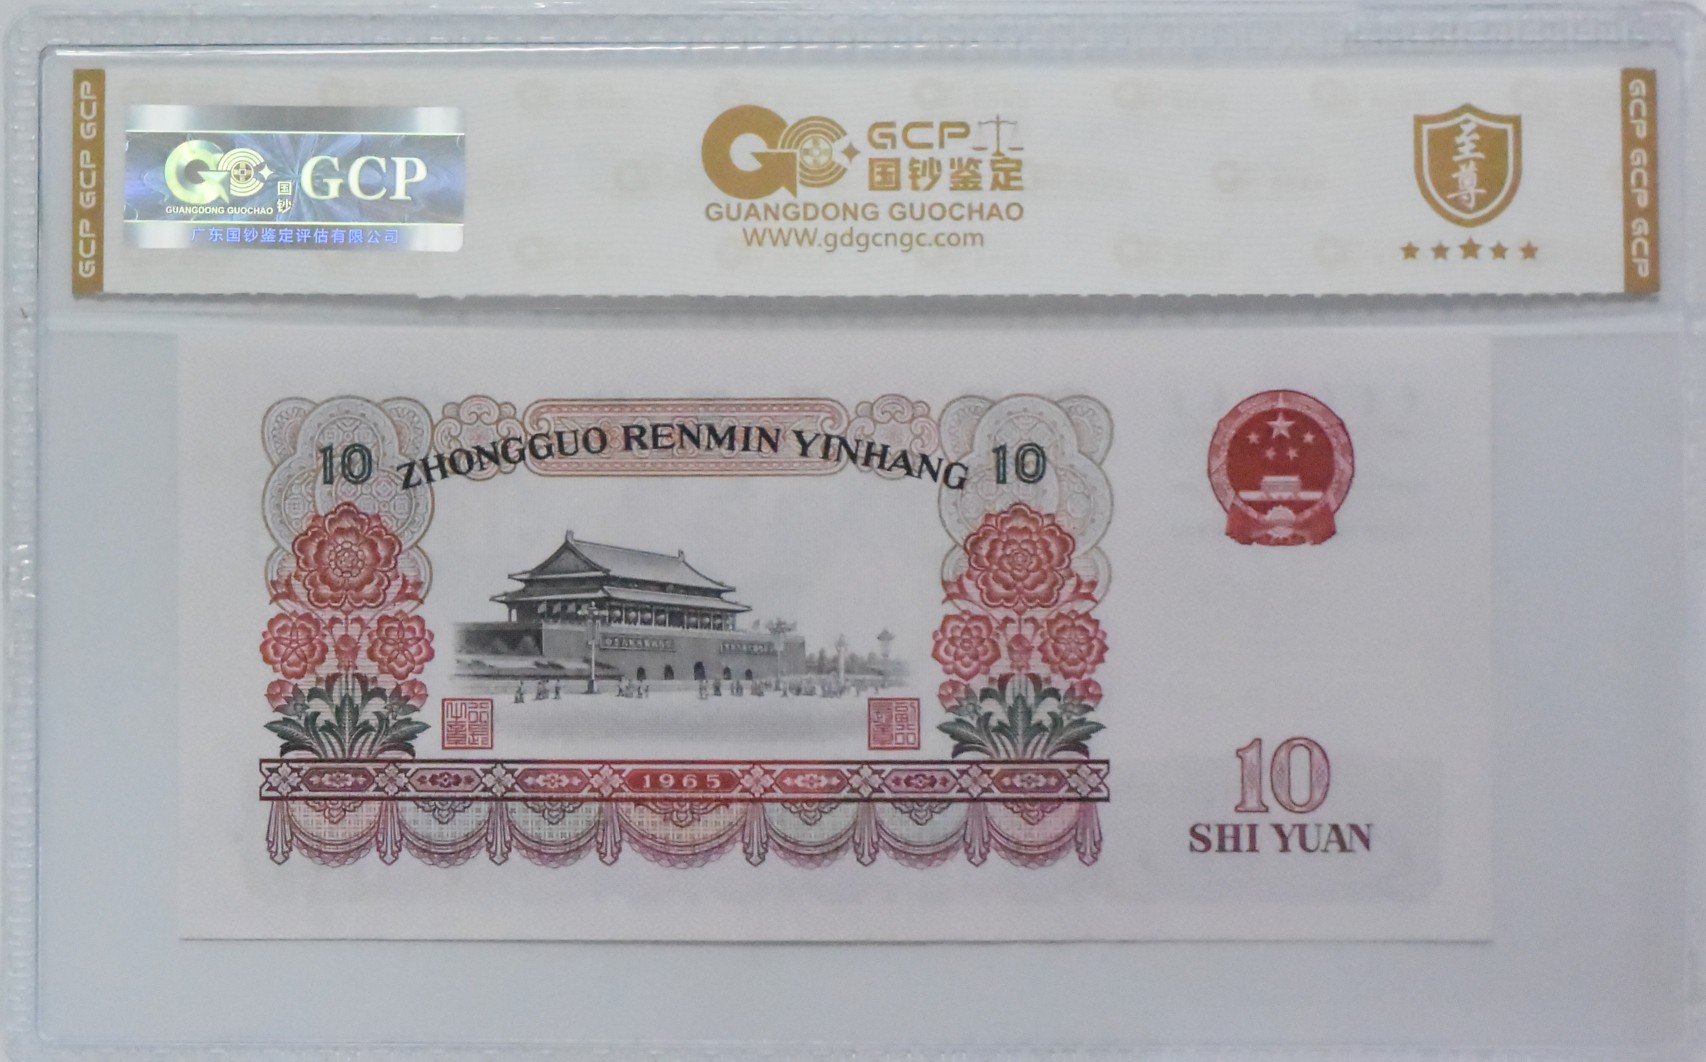 GCP GCP GCP
GCP
国钞
GUANGDONG GUOCHAO
广东国钞鉴定评估有限公司
GCP
国钞鉴定
GUANGDONG GUOCHAO
WWW.gdgcngc.com
至尊
GCP GCP GCP
10 ZHONGGUO RENMIN YINHANG 10
1965
10
SHI YUAN